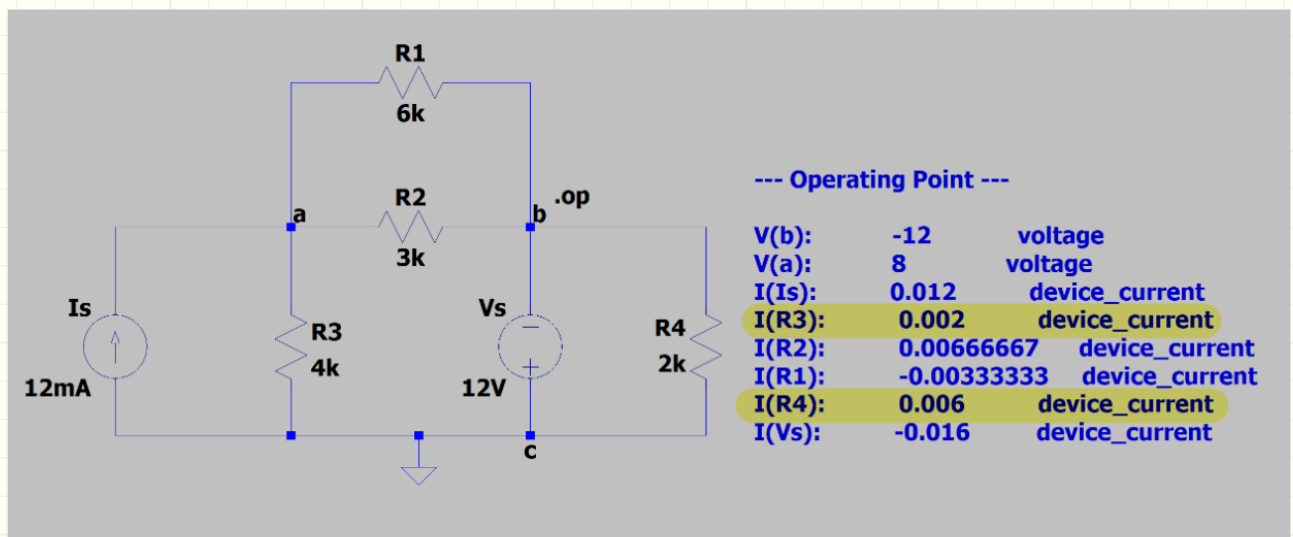 R1
6k
R2
.op
a
b
3k
Is
R3
Vs
R4
4k
2k
12mA
12V
c
--- Operating Point ---
V(b): -12 voltage
V(a): 8 voltage
I(Is): 0.012 device_current
I(R3): 0.002 device_current
I(R2): 0.00666667 device_current
I(R1): -0.00333333 device_current
I(R4): 0.006 device_current
I(Vs): -0.016 device_current